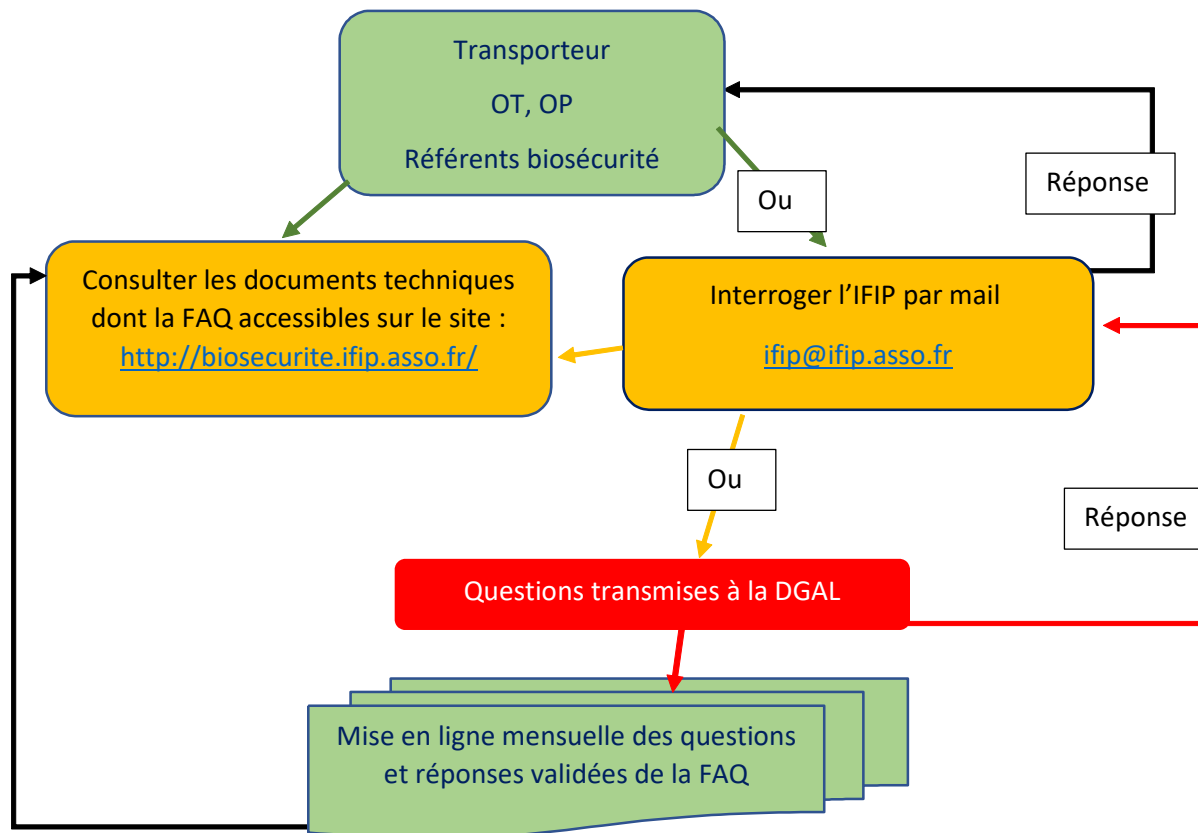 Transporteur
OT, OP
Référents biosécurité
Ou
Réponse
Consulter les documents techniques
dont la FAQ accessibles sur le site :
http://biosecurite.ifip.asso.fr/
Interroger l’IFIP par mail
ifip@ifip.asso.fr
Ou
Réponse
Questions transmises à la DGAL
Mise en ligne mensuelle des questions
et réponses validées de la FAQ